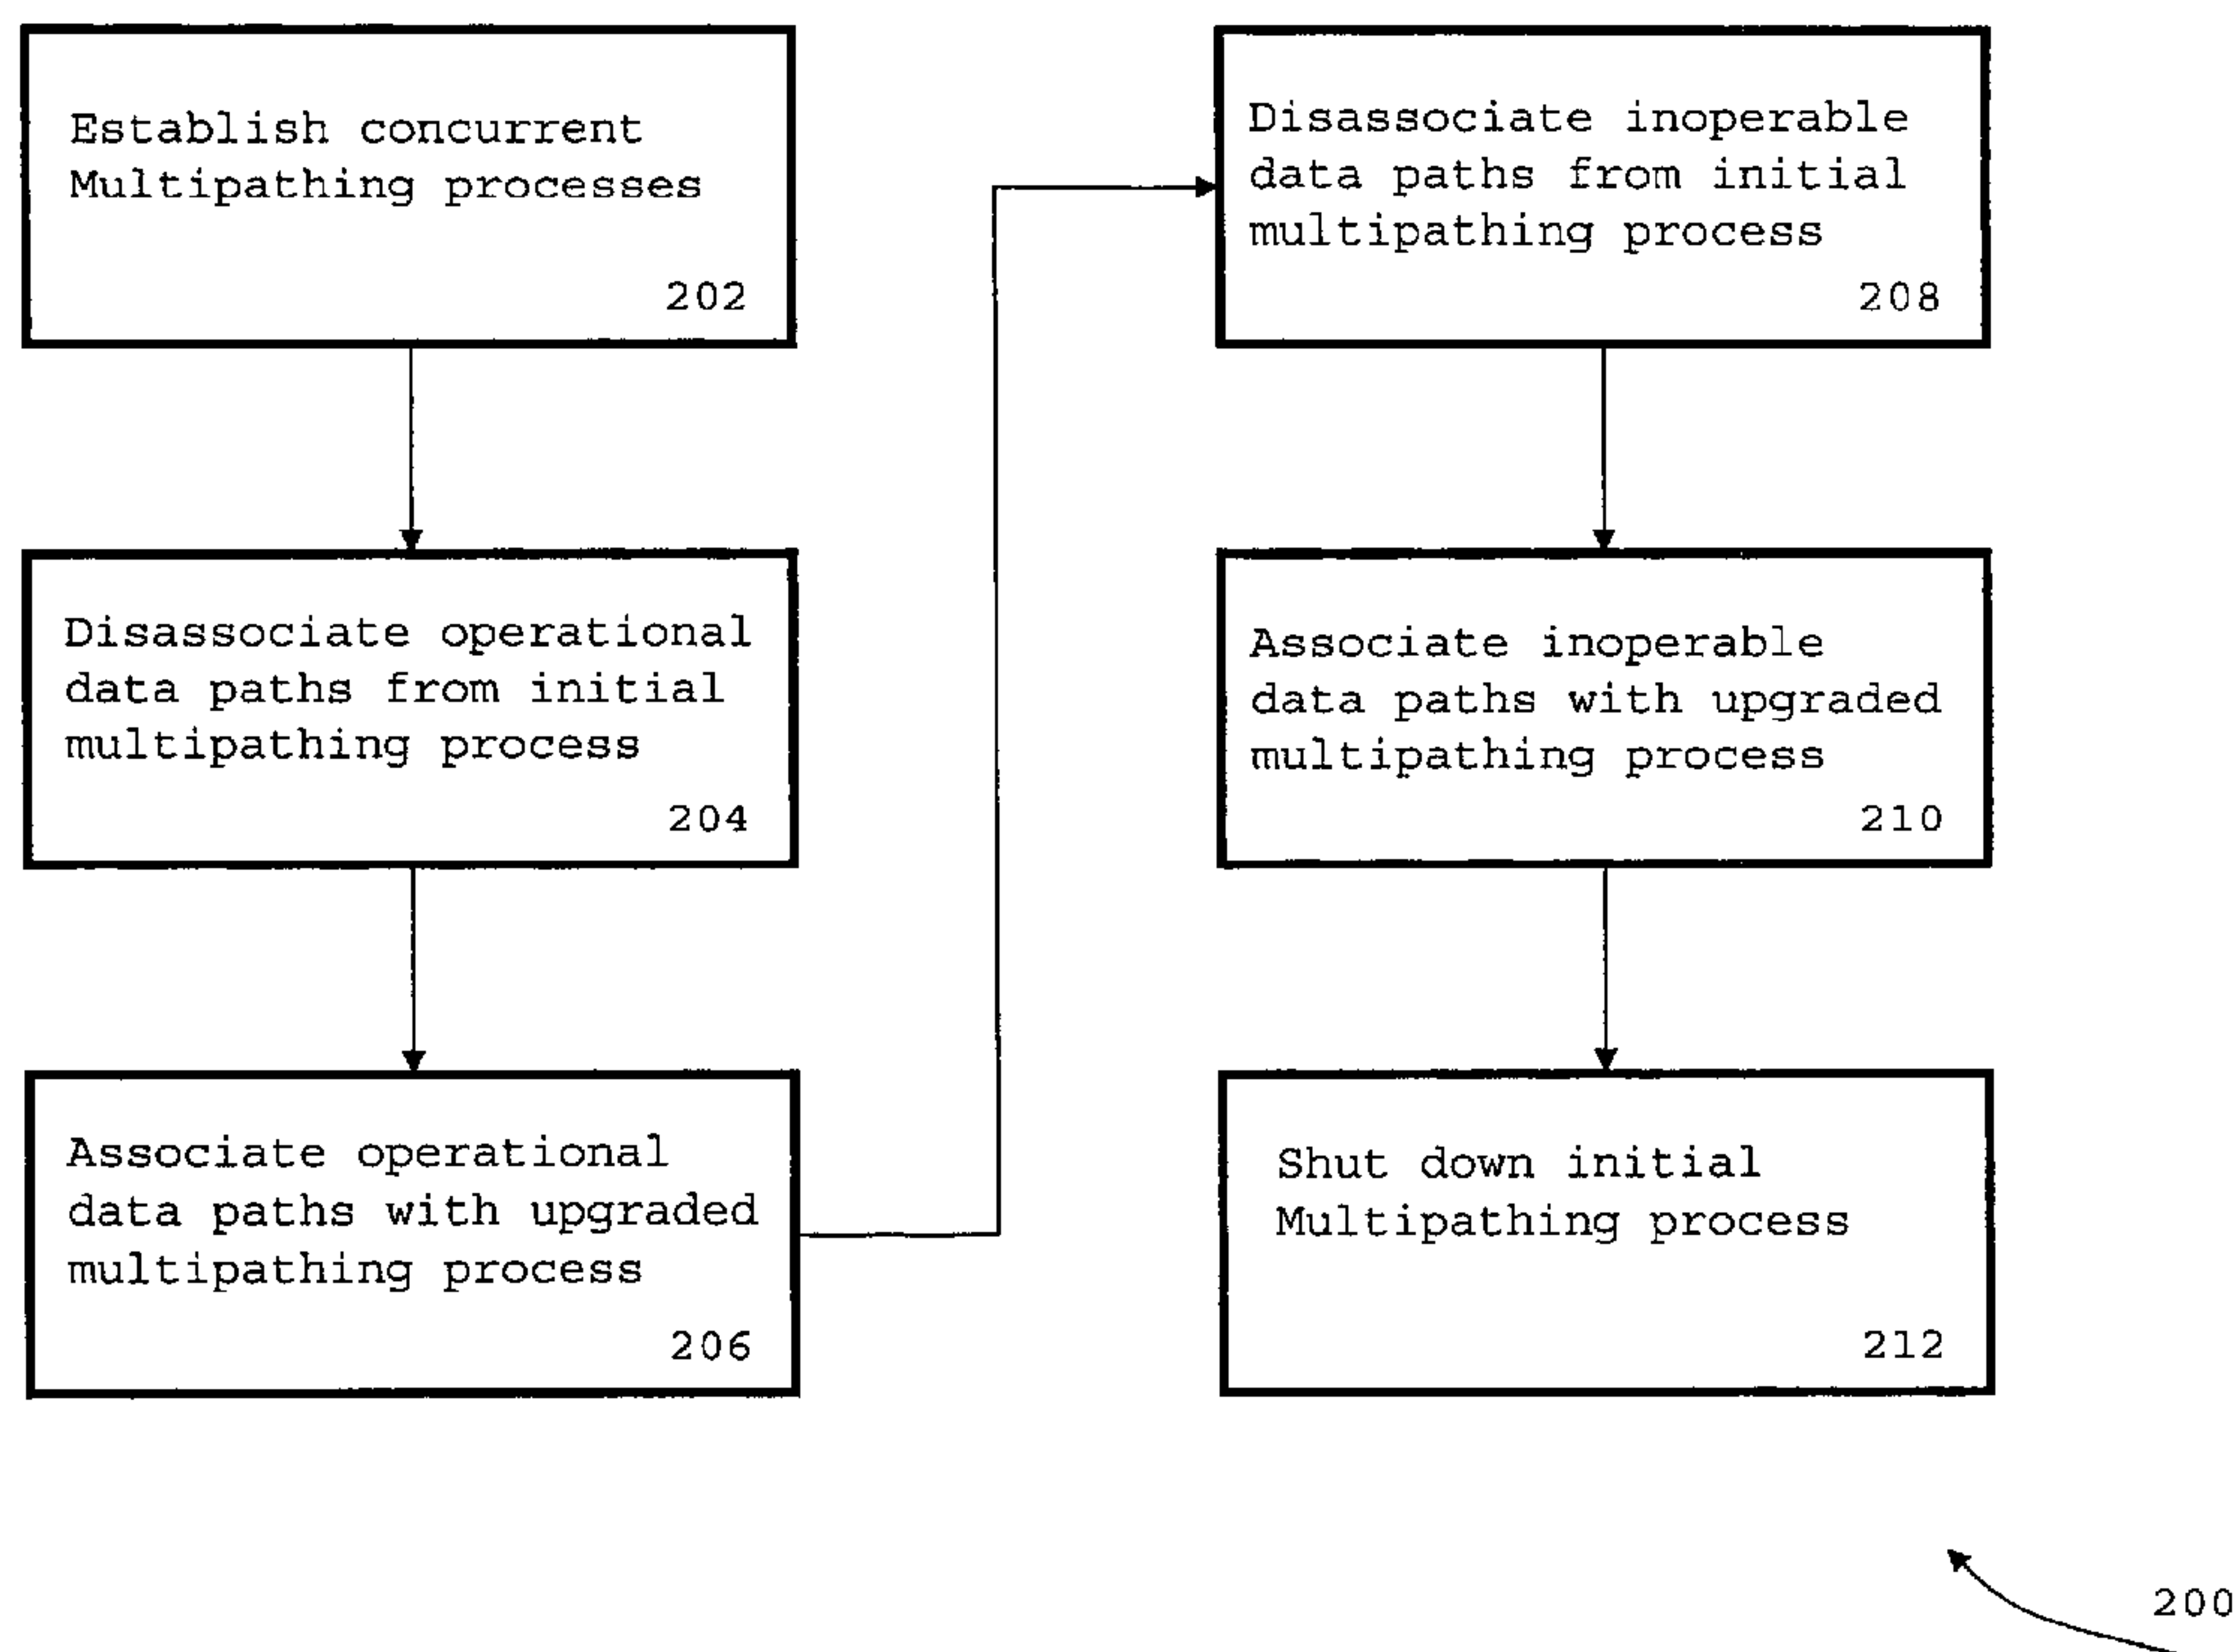 Establish concurrent
Multipathing processes
202
Disassociate operational
data paths from initial
multipathing process
204
Associate operational
data paths with upgraded
multipathing process
206
Disassociate inoperable
data paths from initial
multipathing process
208
Associate inoperable
data paths with upgraded
multipathing process
210
Shut down initial
Multipathing process
212
200